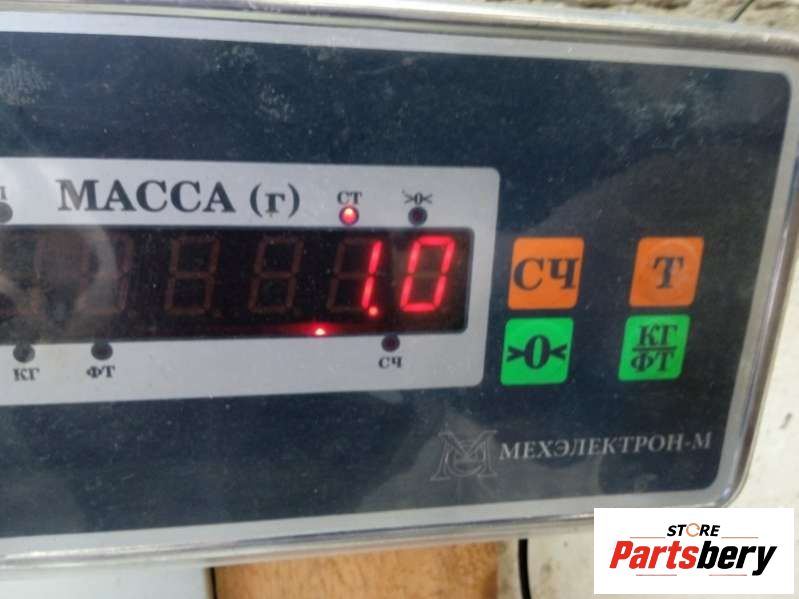 МАССА (г)
СТ
>0<
1.0
СЧ
Т
>0<
КГ
ФТ
КГ
ФТ
СЧ
МЕХЭЛЕКТРОН-М
STORE
Partsbery